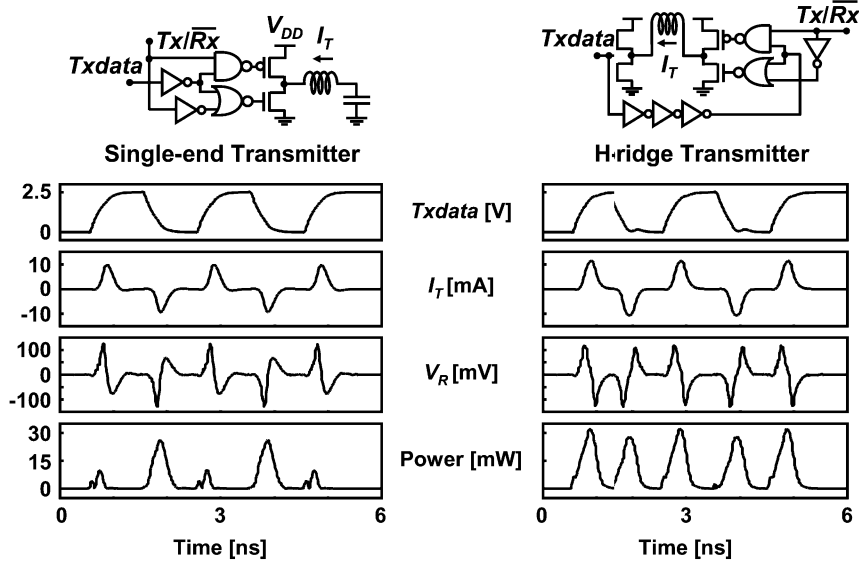 Tx/Rx
V_DD
I_T
Txdata
Single-end Transmitter
Tx/Rx
Txdata
I_T
H-ridge Transmitter
2.5
0
Txdata [V]
10
0
-10
I_T [mA]
100
0
-100
V_R [mV]
30
15
0
Power [mW]
0 3 6
Time [ns]
0 3 6
Time [ns]